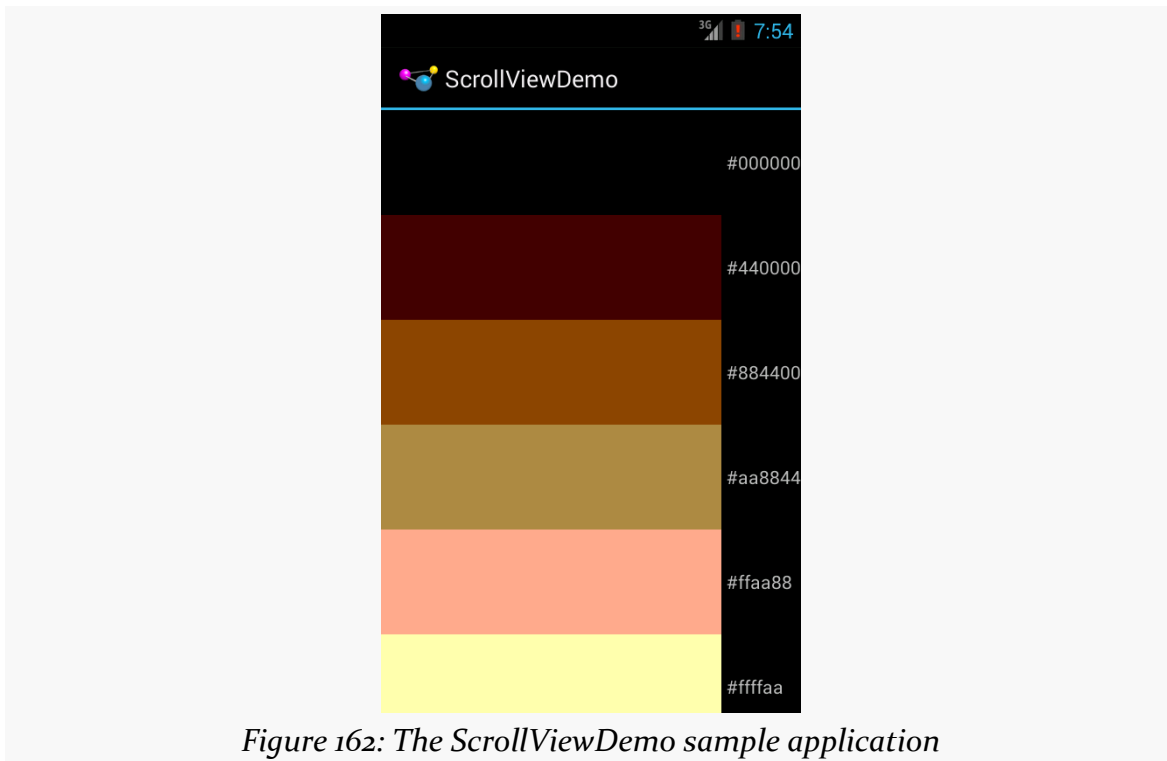 3G 7:54
ScrollViewDemo
#000000
#440000
#884400
#aa8844
#ffaa88
#ffffaa
Figure 162: The ScrollViewDemo sample application